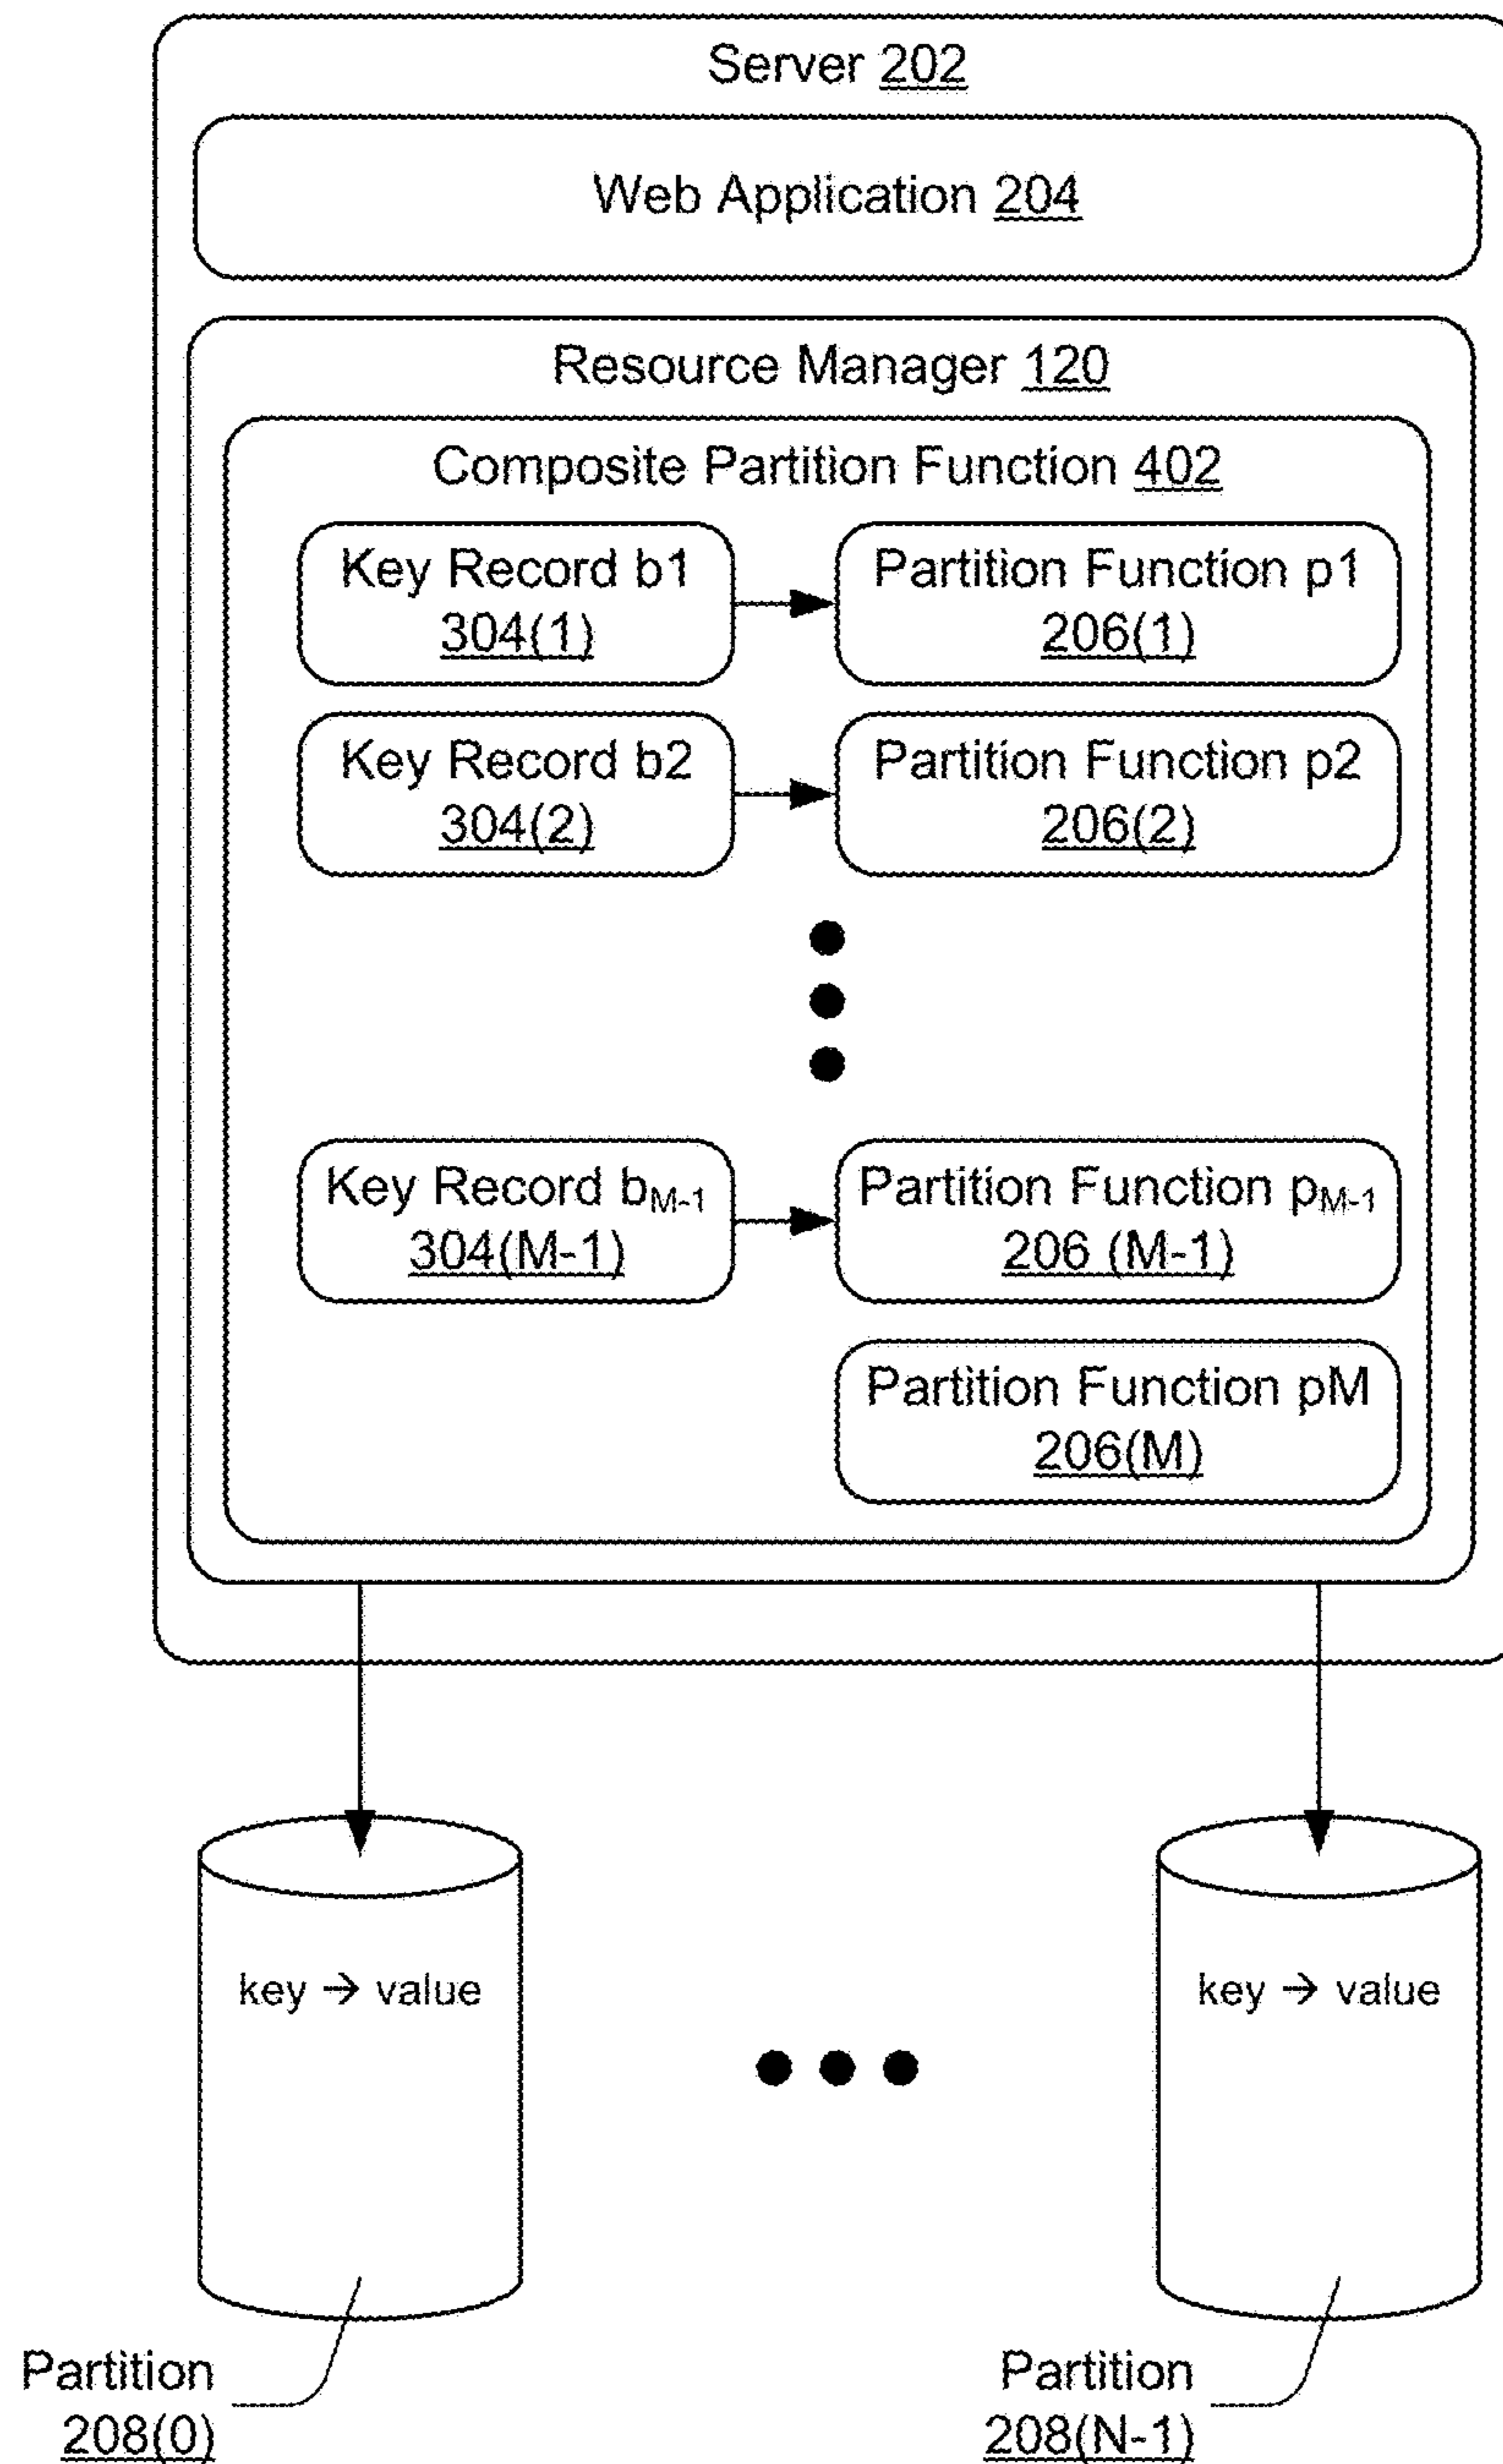 Server 202
Web Application 204
Resource Manager 120
Composite Partition Function 402
Key Record b1
304(1)
Partition Function p1
206(1)
Key Record b2
304(2)
Partition Function p2
206(2)
Key Record bM-1
304(M-1)
Partition Function pM-1
206 (M-1)
Partition Function pM
206(M)
key → value
key → value
Partition
208(0)
Partition
208(N-1)